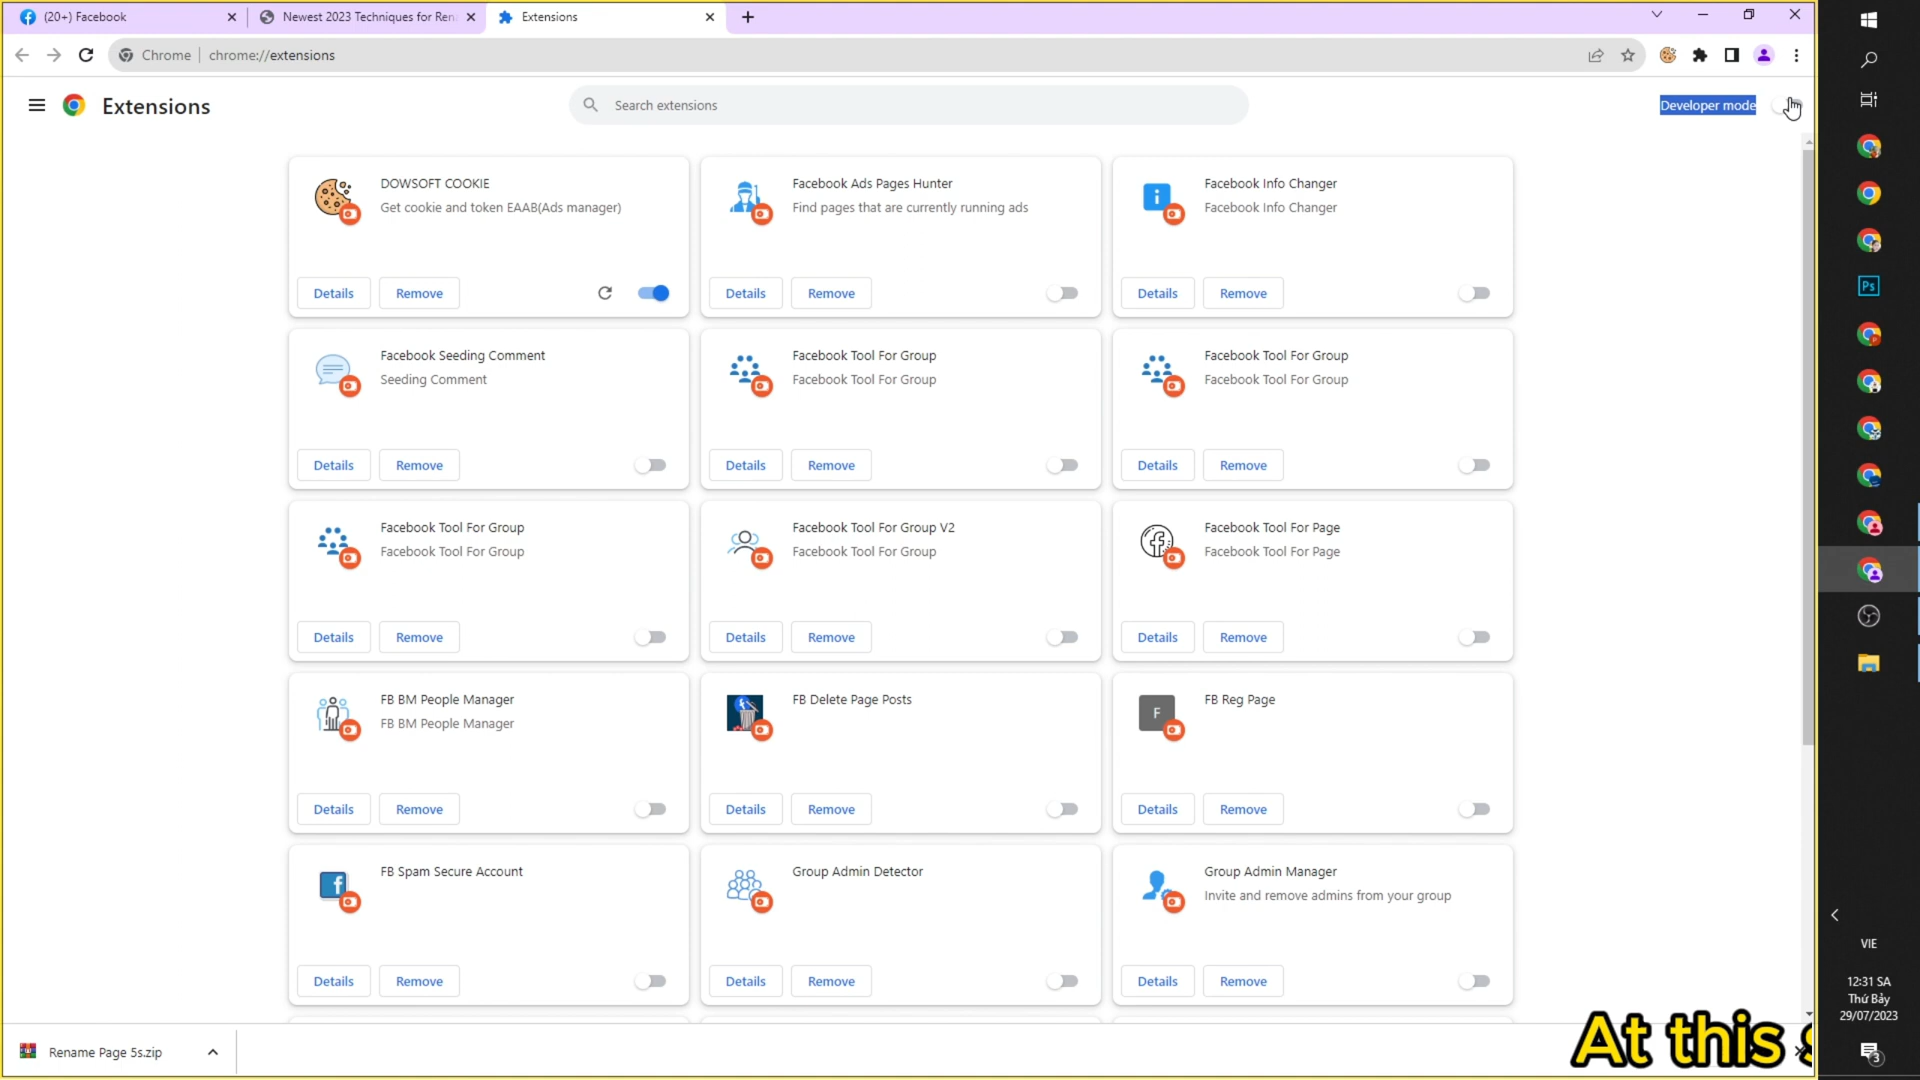 (20+) Facebook
Newest 2023 Techniques for Ren
Extensions
Chrome
chrome://extensions
Extensions
Search extensions
Developer mode
DOWSOFT COOKIE
Get cookie and token EAAB(Ads manager)
Details
Remove
Facebook Ads Pages Hunter
Find pages that are currently running ads
Details
Remove
Facebook Info Changer
Facebook Info Changer
Details
Remove
Facebook Seeding Comment
Seeding Comment
Details
Remove
Facebook Tool For Group
Facebook Tool For Group
Details
Remove
Facebook Tool For Group
Facebook Tool For Group
Details
Remove
Facebook Tool For Group
Facebook Tool For Group
Details
Remove
Facebook Tool For Group V2
Facebook Tool For Group
Details
Remove
Facebook Tool For Page
Facebook Tool For Page
Details
Remove
FB BM People Manager
FB BM People Manager
Details
Remove
FB Delete Page Posts
Details
Remove
F
FB Reg Page
Details
Remove
FB Spam Secure Account
Details
Remove
Group Admin Detector
Details
Remove
Group Admin Manager
Invite and remove admins from your group
Details
Remove
Rename Page 5s.zip
At this s
Ps
VIE
12:31 SA
Thứ Bảy
29/07/2023
3